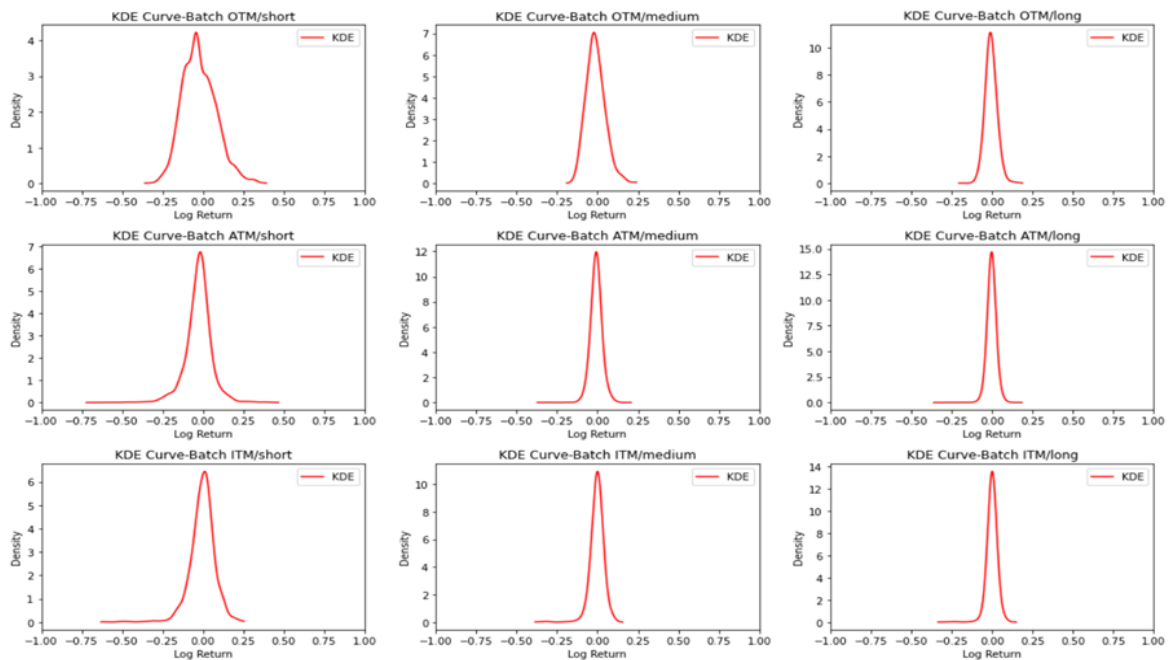 KDE Curve-Batch OTM/short
KDE
4
3
2
1
0
Density
−1.00 −0.75 −0.50 −0.25 0.00 0.25 0.50 0.75 1.00
Log Return
KDE Curve-Batch OTM/medium
KDE
7
6
5
4
3
2
1
0
Density
−1.00 −0.75 −0.50 −0.25 0.00 0.25 0.50 0.75 1.00
Log Return
KDE Curve-Batch OTM/long
KDE
10
8
6
4
2
0
Density
−1.00 −0.75 −0.50 −0.25 0.00 0.25 0.50 0.75 1.00
Log Return
KDE Curve-Batch ATM/short
KDE
7
6
5
4
3
2
1
0
Density
−1.00 −0.75 −0.50 −0.25 0.00 0.25 0.50 0.75 1.00
Log Return
KDE Curve-Batch ATM/medium
KDE
12
10
8
6
4
2
0
Density
−1.00 −0.75 −0.50 −0.25 0.00 0.25 0.50 0.75 1.00
Log Return
KDE Curve-Batch ATM/long
KDE
15.0
12.5
10.0
7.5
5.0
2.5
0.0
Density
−1.00 −0.75 −0.50 −0.25 0.00 0.25 0.50 0.75 1.00
Log Return
KDE Curve-Batch ITM/short
KDE
6
5
4
3
2
1
0
Density
−1.00 −0.75 −0.50 −0.25 0.00 0.25 0.50 0.75 1.00
Log Return
KDE Curve-Batch ITM/medium
KDE
10
8
6
4
2
0
Density
−1.00 −0.75 −0.50 −0.25 0.00 0.25 0.50 0.75 1.00
Log Return
KDE Curve-Batch ITM/long
KDE
14
12
10
8
6
4
2
0
Density
−1.00 −0.75 −0.50 −0.25 0.00 0.25 0.50 0.75 1.00
Log Return